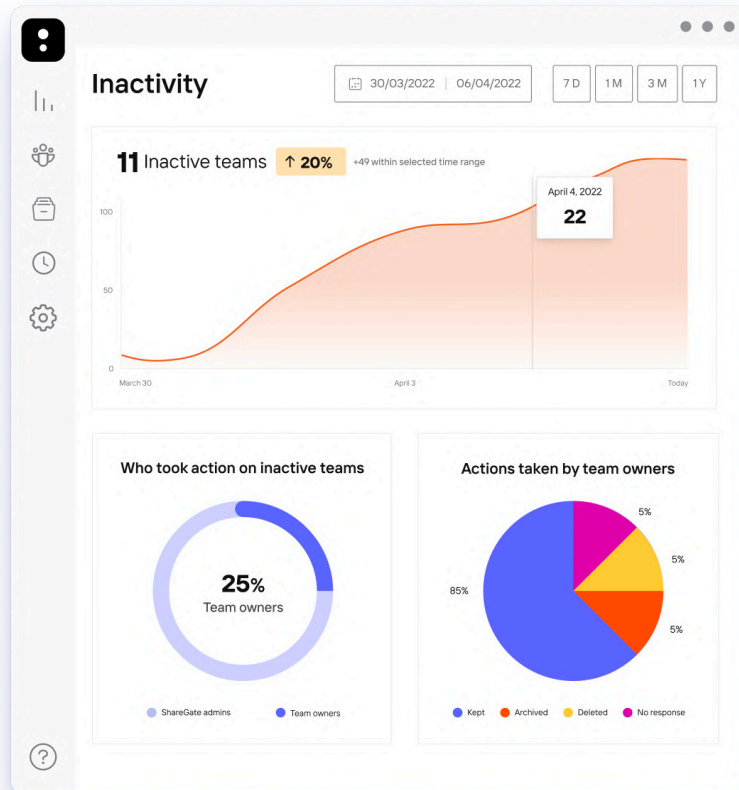 Inactivity
30/03/2022 | 06/04/2022
7 D
1 M
3 M
1 Y
11 Inactive teams
↑ 20%
+49 within selected time range
April 4, 2022
22
100
50
0
March 30
April 3
Today
Who took action on inactive teams
25%
Team owners
ShareGate admins
Team owners
Actions taken by team owners
5%
5%
85%
5%
Kept
Archived
Deleted
No response
?